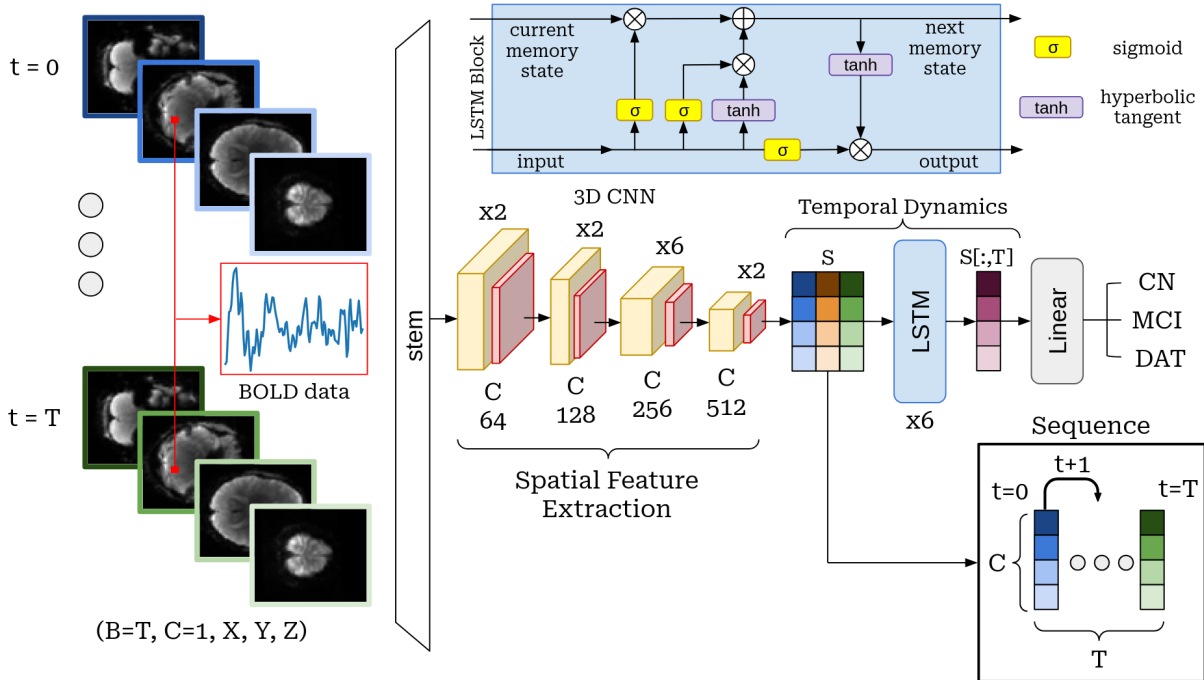 t = 0
t = T
BOLD data
(B=T, C=1, X, Y, Z)
stem
LSTM Block
current
memory
state
next
memory
state
σ
σ
tanh
σ
tanh
input
output
σ
sigmoid
tanh
hyperbolic
tangent
3D CNN
x2
x2
x6
x2
C
64
C
128
C
256
C
512
Spatial Feature
Extraction
Temporal Dynamics
S
LSTM
x6
S[:,T]
Linear
CN
MCI
DAT
Sequence
t+1
t=0
t=T
C
T